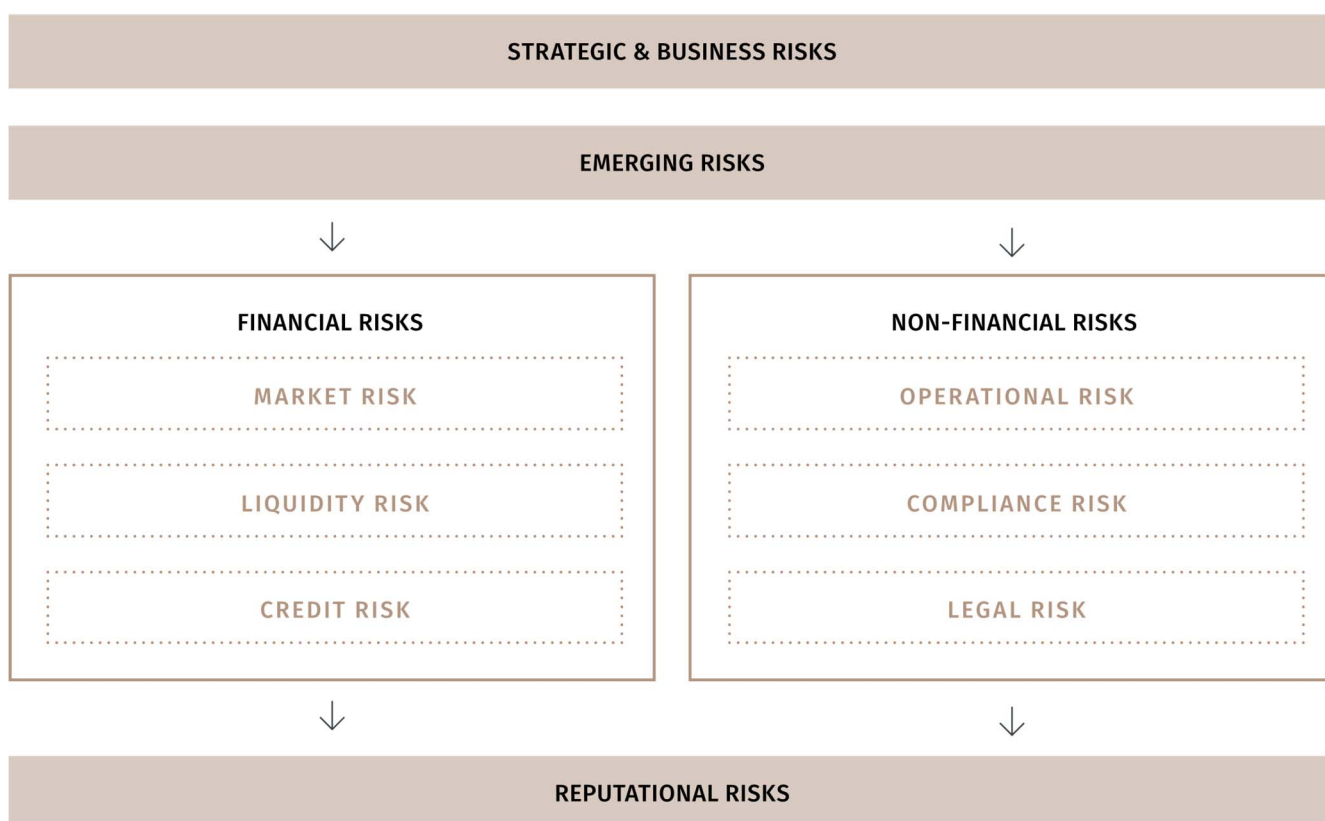 STRATEGIC & BUSINESS RISKS
EMERGING RISKS
FINANCIAL RISKS
MARKET RISK
LIQUIDITY RISK
CREDIT RISK
NON-FINANCIAL RISKS
OPERATIONAL RISK
COMPLIANCE RISK
LEGAL RISK
REPUTATIONAL RISKS